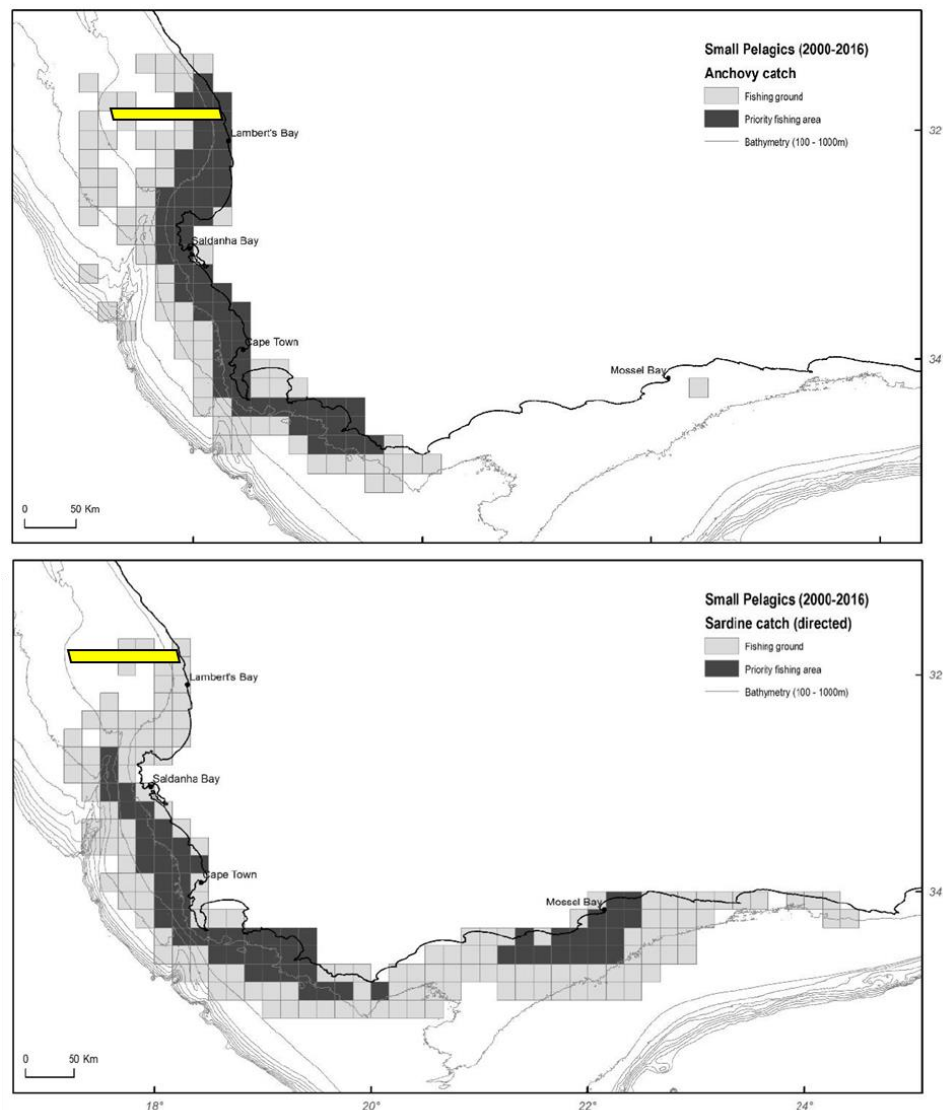 Small Pelagics (2000-2016)
Anchovy catch
Fishing ground
Priority fishing area
Bathymetry (100 - 1000m)
32
Lambert's Bay
Saldanha Bay
Cape Town
34
Mossel Bay
0 50 Km
Small Pelagics (2000-2016)
Sardine catch (directed)
Fishing ground
Priority fishing area
Bathymetry (100 - 1000m)
32
Lambert's Bay
Saldanha Bay
Cape Town
34
Mossel Bay
0 50 Km
18° 20° 22° 24°